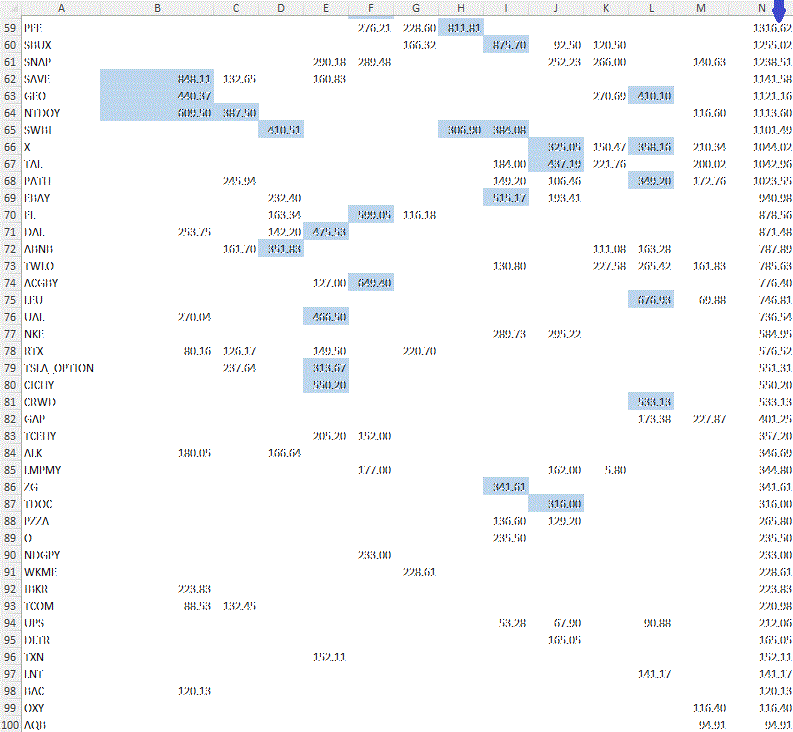 A B C D E F G H I J K L M N
59 PFE 276.21 228.60 811.81 1316.62
60 SBUX 166.32 875.70 92.50 120.50 1255.02
61 SNAP 290.18 289.48 252.23 266.00 140.63 1238.51
62 SAVE 848.11 132.65 160.83 1141.58
63 GEO 440.37 270.69 410.10 1121.16
64 NTDOY 609.50 387.50 116.60 1113.60
65 SWBI 410.51 306.90 384.08 1101.49
66 X 325.05 150.47 358.16 210.34 1044.02
67 TAL 184.00 437.19 221.76 200.02 1042.96
68 PATH 245.94 149.20 106.46 349.20 172.76 1023.55
69 EBAY 232.40 515.17 193.41 940.98
70 163.34 599.05 116.18 878.56
71 DAL 253.75 142.20 475.53 871.48
72 ABNB 161.70 351.83 111.08 163.28 787.89
73 TWLO 130.80 227.58 265.42 161.83 785.63
74 ACGBY 127.00 649.40 776.40
75 LEU 676.93 69.88 746.81
76 UAL 270.04 466.50 736.54
77 NKE 289.73 295.22 584.95
78 RTX 80.16 126.17 149.50 220.70 576.52
79 TSLA_OPTION 237.64 313.67 551.31
80 CICHY 550.20 550.20
81 CRWD 533.13 533.13
82 GAP 173.38 227.87 401.25
83 TCEHY 205.20 152.00 357.20
84 ALK 180.05 166.64 346.69
85 LMPMY 177.00 162.00 5.80 344.80
86 ZG 341.61 341.61
87 TDOC 316.00 316.00
88 PZZA 136.60 129.20 265.80
89 O 235.50 235.50
90 NDGPY 233.00 233.00
91 WKME 228.61 228.61
92 IBKR 223.83 223.83
93 TCOM 88.53 132.45 220.98
94 UPS 53.28 67.90 90.88 212.06
95 165.05 165.05
96 TXN 152.11 152.11
97 LNT 141.17 141.17
98 BAC 120.13 120.13
99 OXY 116.40 116.40
100 AQB 94.91 94.91